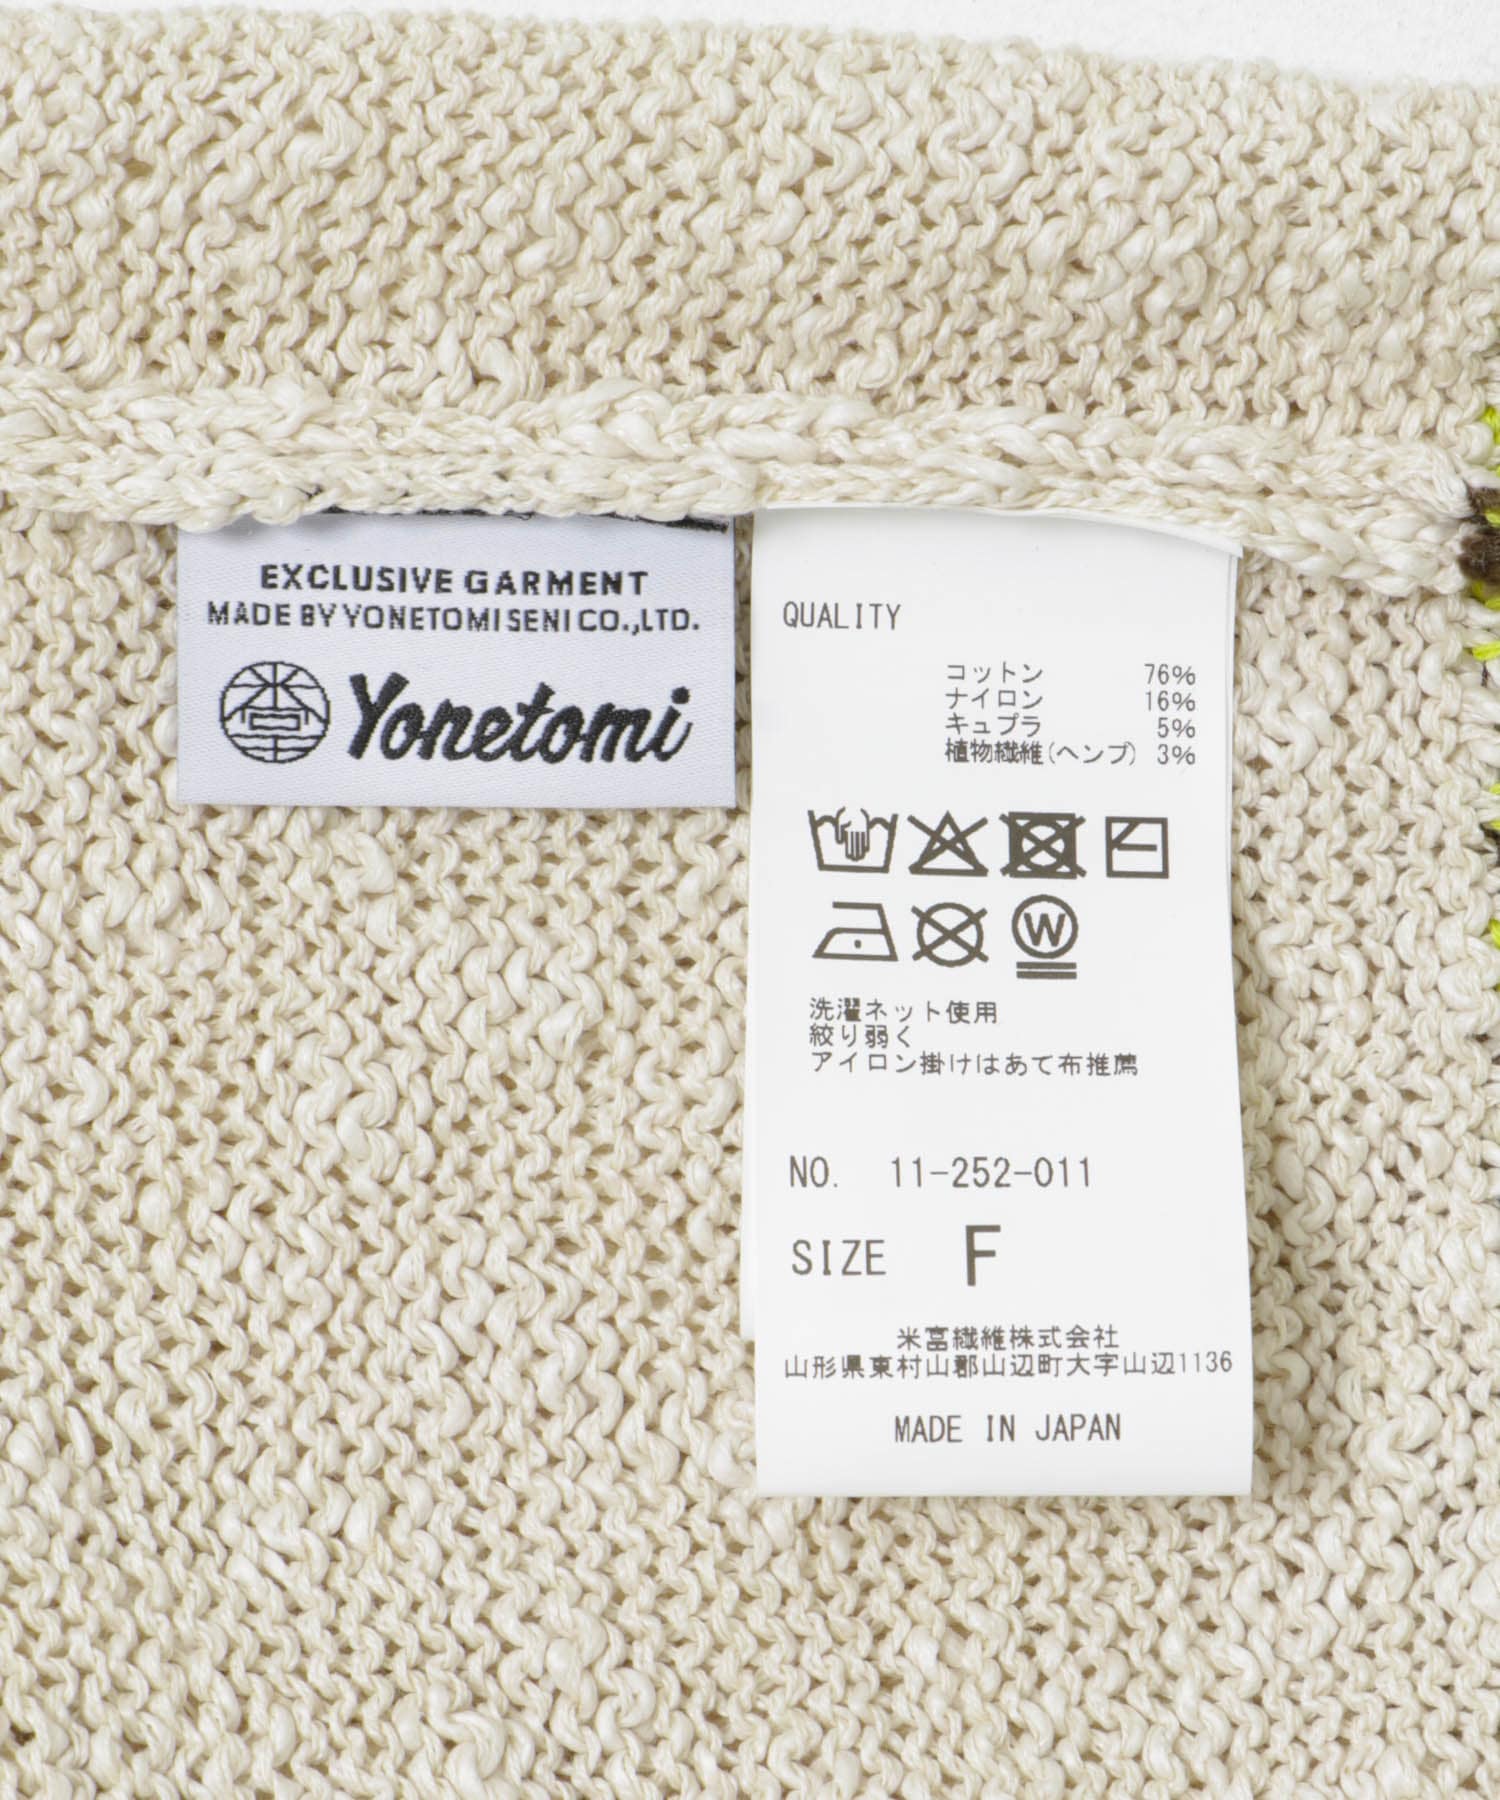 EXCLUSIVE GARMENT
MADE BY YONETOMI SENI CO.,LTD.
Yonetomi
QUALITY
コットン 76%
ナイロン 16%
キュプラ 5%
植物繊維(ヘンプ) 3%
W
洗濯ネット使用
絞り弱く
アイロン掛けはあて布推薦
NO. 11-252-011
SIZE F
米富繊維株式会社
山形県東村山郡山辺町大字山辺1136
MADE IN JAPAN